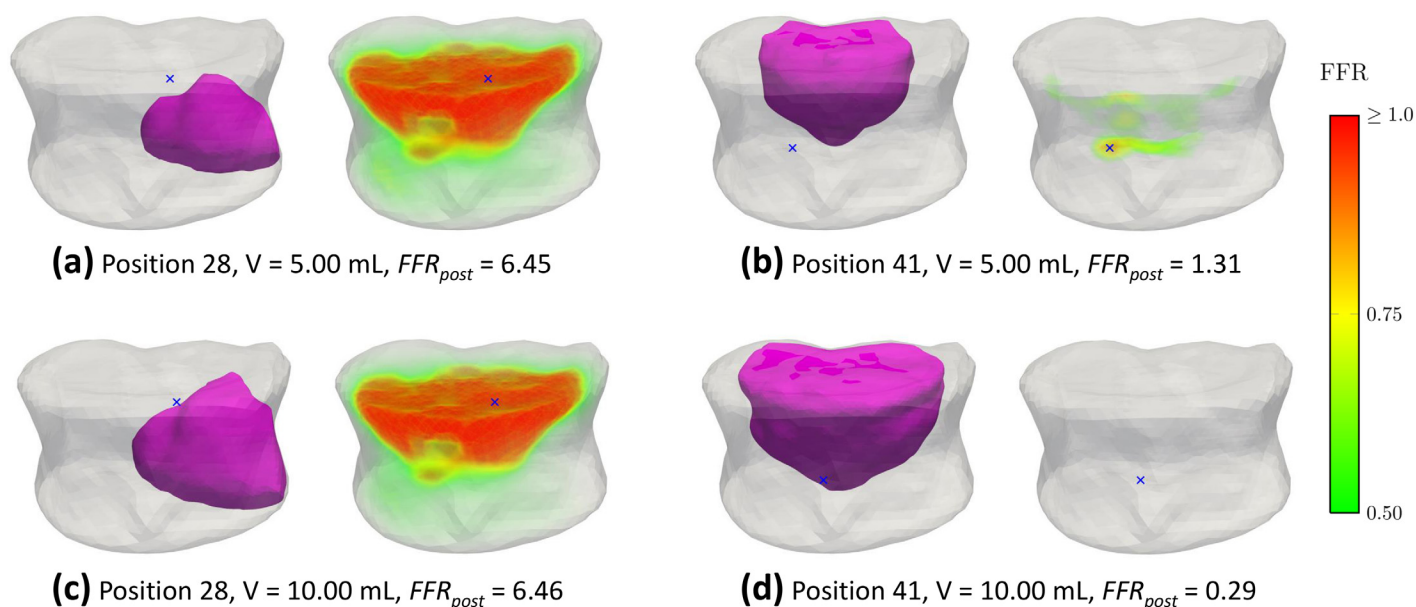 FFR
≥ 1.0
0.75
0.50
(a) Position 28, V = 5.00 mL, FFRpost = 6.45
(b) Position 41, V = 5.00 mL, FFRpost = 1.31
(c) Position 28, V = 10.00 mL, FFRpost = 6.46
(d) Position 41, V = 10.00 mL, FFRpost = 0.29